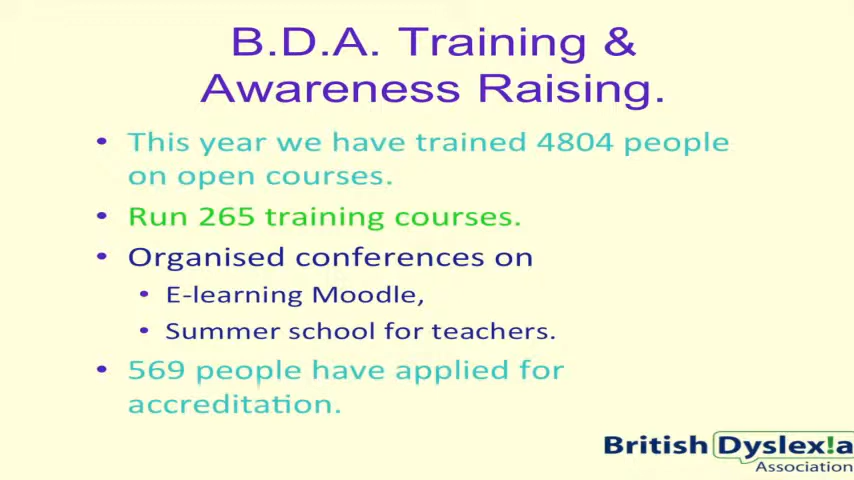 B.D.A. Training &
Awareness Raising.
• This year we have trained 4804 people
on open courses.
• Run 265 training courses.
• Organised conferences on
• E-learning Moodle,
• Summer school for teachers.
• 569 people have applied for
accreditation.
British Dyslex!a
Association